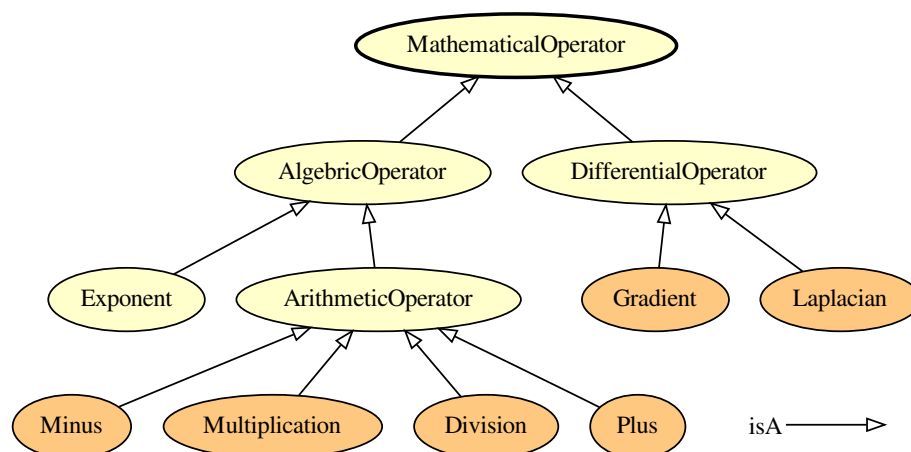 MathematicalOperator
AlgebricOperator
DifferentialOperator
Exponent
ArithmeticOperator
Gradient
Laplacian
Minus
Multiplication
Division
Plus
isA